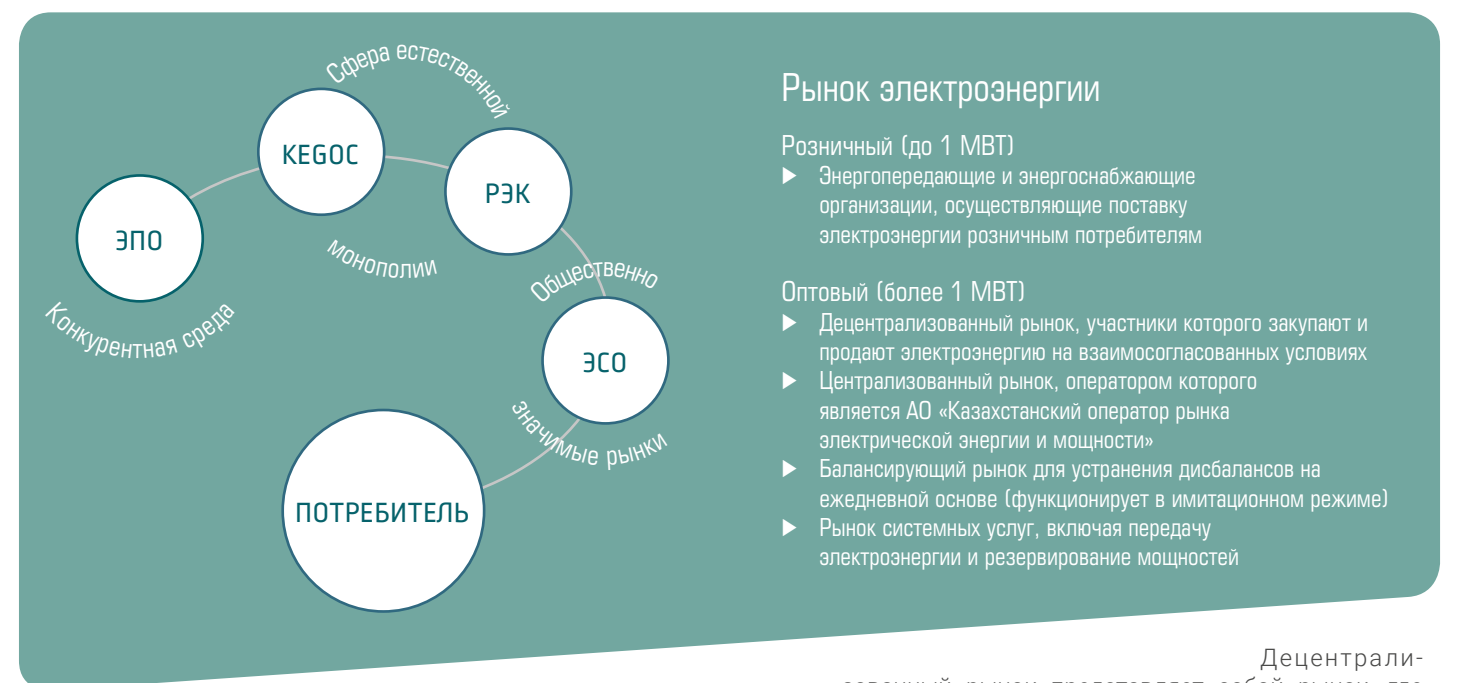 Сфера естественной
KEGOC
РЭК
ЭПО
монополии
Общественно
Конкурентная среда
ЭСО
значимые рынки
ПОТРЕБИТЕЛЬ
Рынок электроэнергии
Розничный (до 1 МВТ)
▶ Энергопередающие и энергоснабжающие
организации, осуществляющие поставку
электроэнергии розничным потребителям
Оптовый (более 1 МВТ)
▶ Децентрализованный рынок, участники которого закупают и
продают электроэнергию на взаимосогласованных условиях
▶ Централизованный рынок, оператором которого
является АО «Казахстанский оператор рынка
электрической энергии и мощности»
▶ Балансирующий рынок для устранения дисбалансов на
ежедневной основе (функционирует в имитационном режиме)
▶ Рынок системных услуг, включая передачу
электроэнергии и резервирование мощностей
Децентрали-